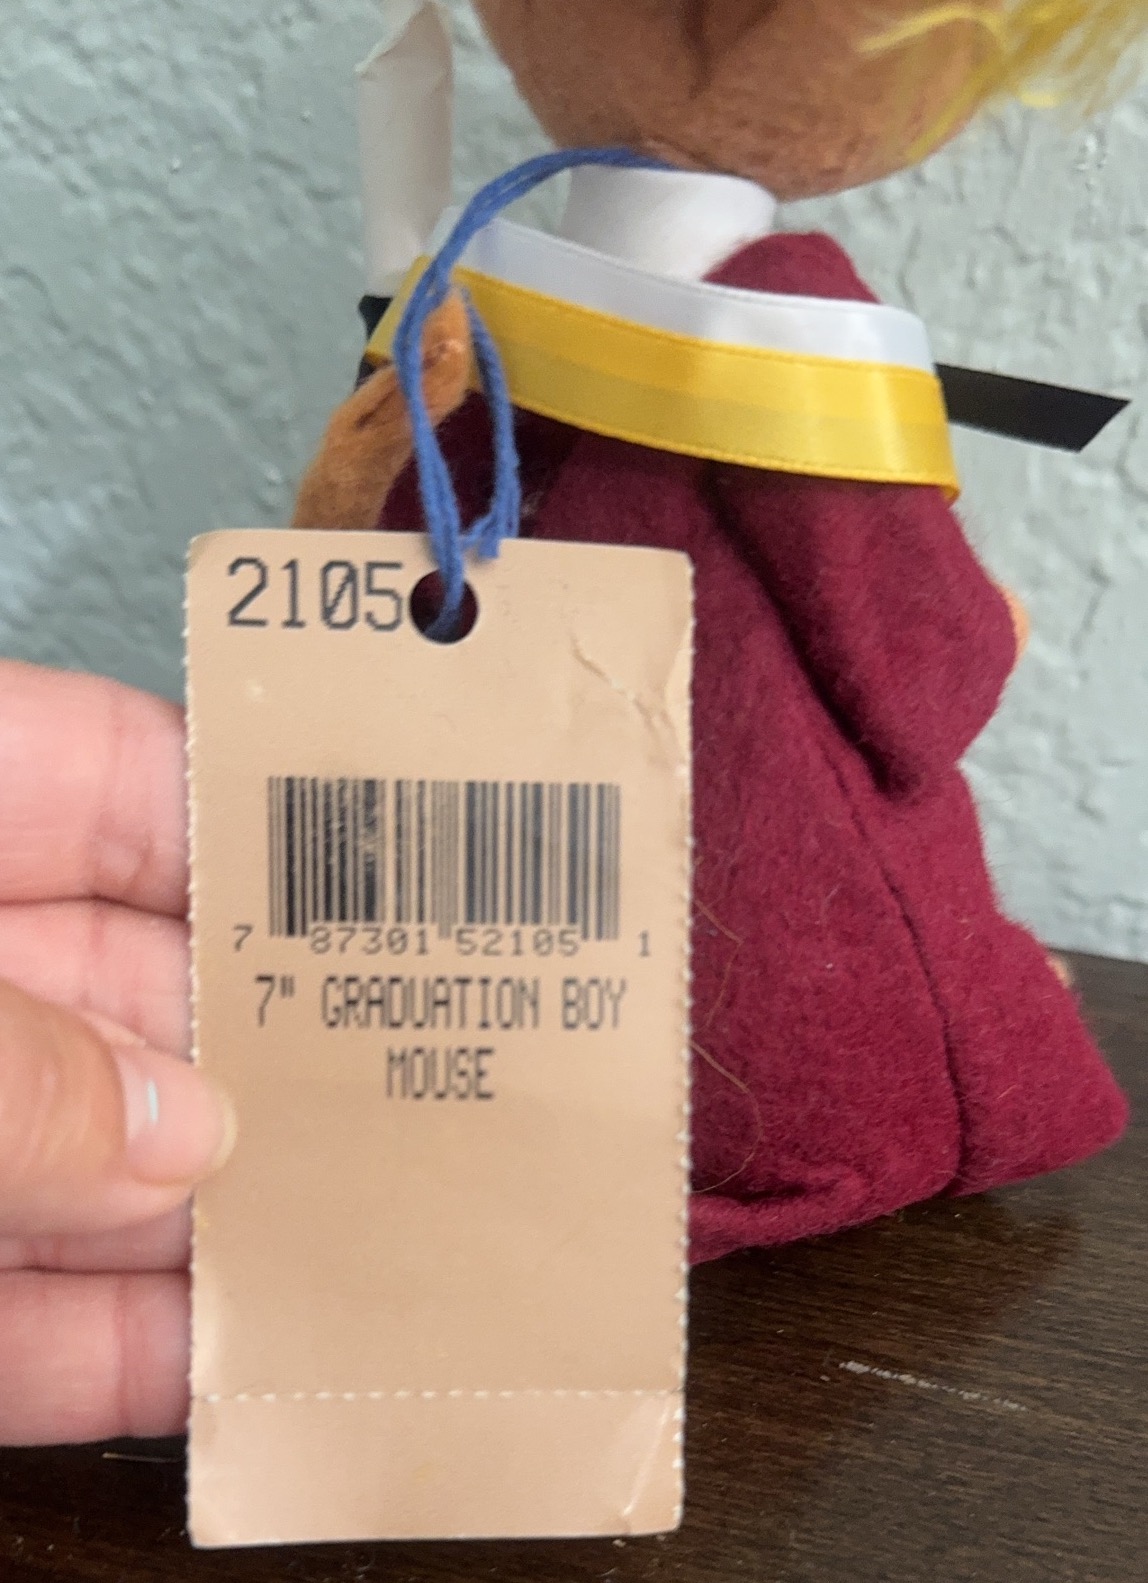 2105
7 87301 52105 1
7" GRADUATION BOY
MOUSE